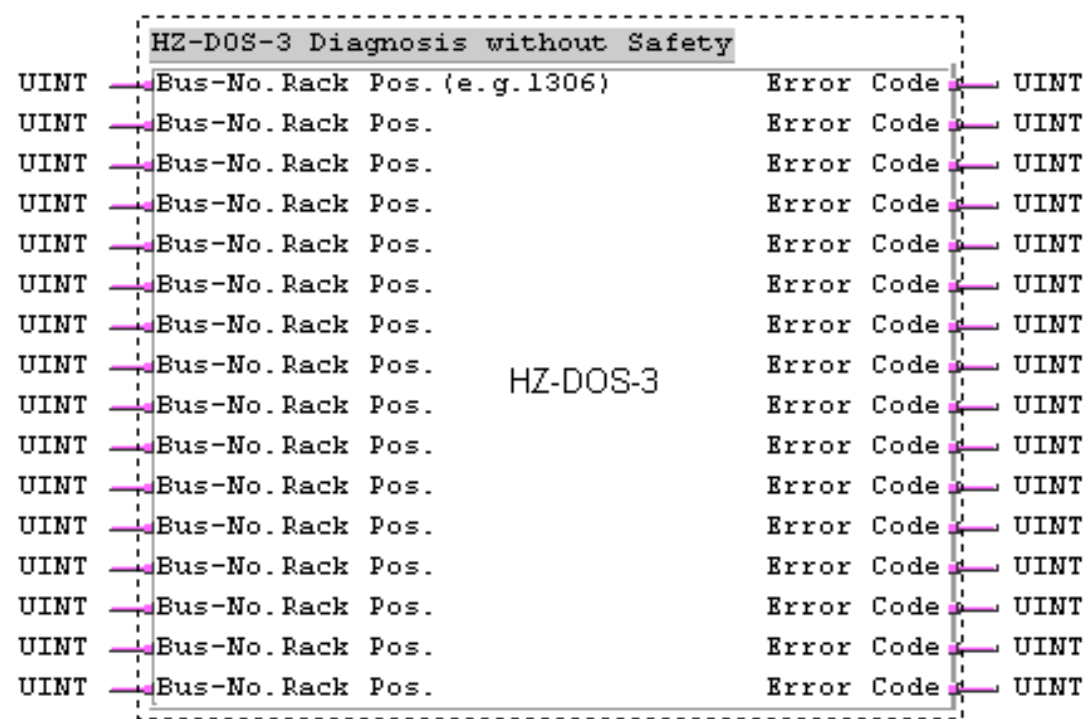 HZ-DOS-3 Diagnosis without Safety
UINT Bus-No.Rack Pos.(e.g.1306) Error Code UINT
UINT Bus-No.Rack Pos. Error Code UINT
UINT Bus-No.Rack Pos. Error Code UINT
UINT Bus-No.Rack Pos. Error Code UINT
UINT Bus-No.Rack Pos. Error Code UINT
UINT Bus-No.Rack Pos. Error Code UINT
UINT Bus-No.Rack Pos. Error Code UINT
UINT Bus-No.Rack Pos. Error Code UINT
HZ-DOS-3
UINT Bus-No.Rack Pos. Error Code UINT
UINT Bus-No.Rack Pos. Error Code UINT
UINT Bus-No.Rack Pos. Error Code UINT
UINT Bus-No.Rack Pos. Error Code UINT
UINT Bus-No.Rack Pos. Error Code UINT
UINT Bus-No.Rack Pos. Error Code UINT
UINT Bus-No.Rack Pos. Error Code UINT
UINT Bus-No.Rack Pos. Error Code UINT